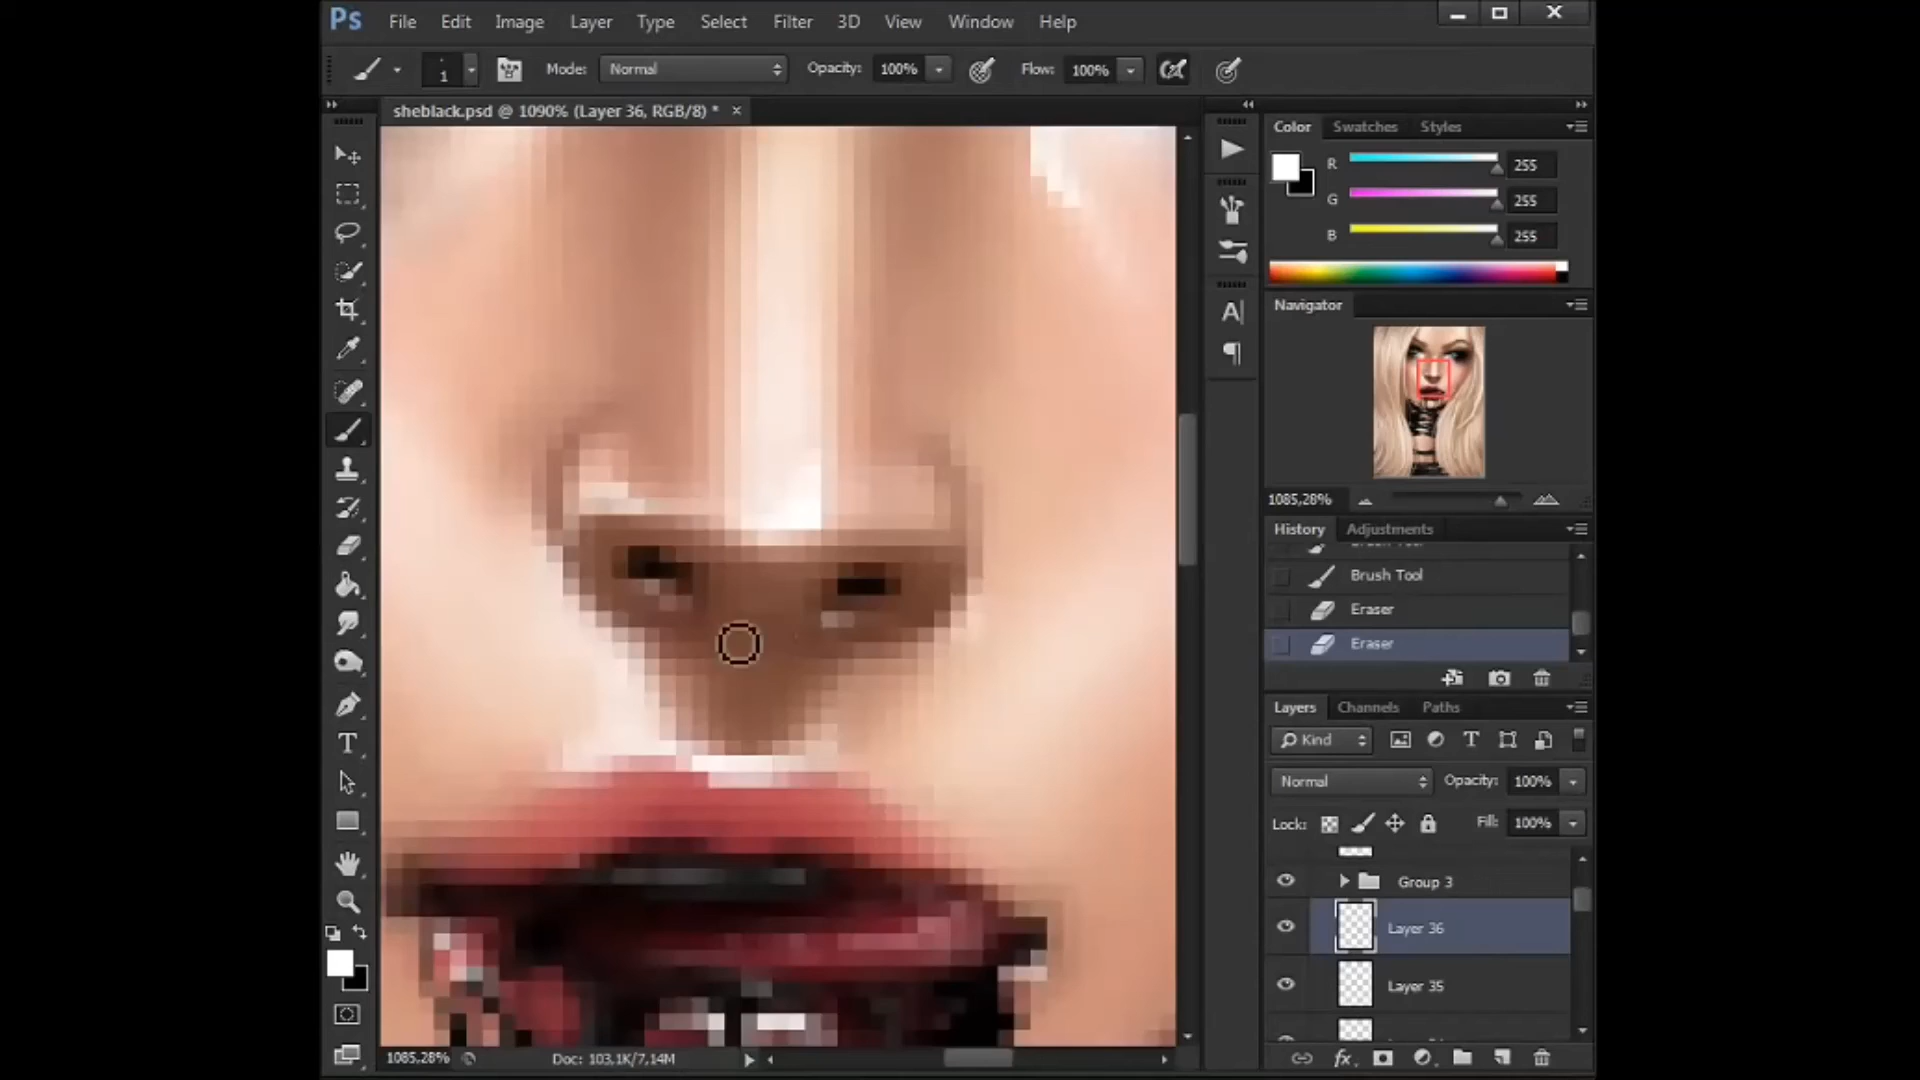 Ps File Edit Image Layer Type Select Filter 3D View Window Help
1 Mode: Normal Opacity: 100% Flow: 100%
sheblack.psd @ 1090% (Layer 36, RGB/8) * ×
Color Swatches Styles
R 255
G 255
B 255
Navigator
1085,28%
History Adjustments
Brush Tool
Brush Tool
Eraser
Eraser
Layers Channels Paths
Kind
Normal Opacity: 100%
Lock: Fill: 100%
Group 3
Layer 36
Layer 35
1085,28% Doc: 103,1K/7,14M